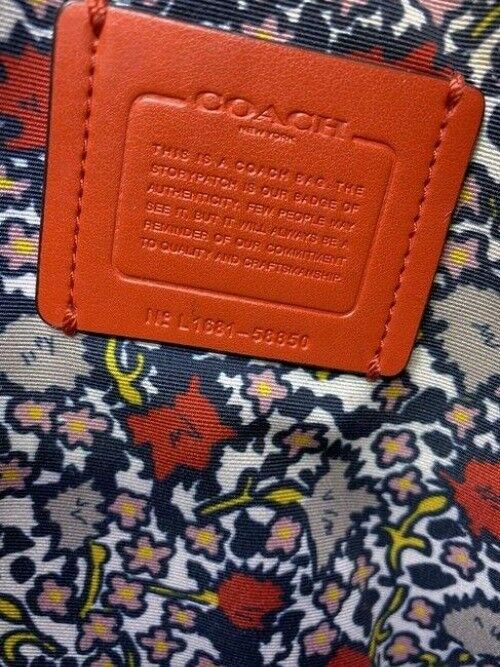 COACH
NEW YORK
THIS IS A COACH BAG. THE
STORYPATCH IS OUR BADGE OF
AUTHENTICITY. FEW PEOPLE MAY
SEE IT, BUT IT WILL ALWAYS BE A
REMINDER OF OUR COMMITMENT
TO QUALITY AND CRAFTSMANSHIP.
Nº L1681-58850